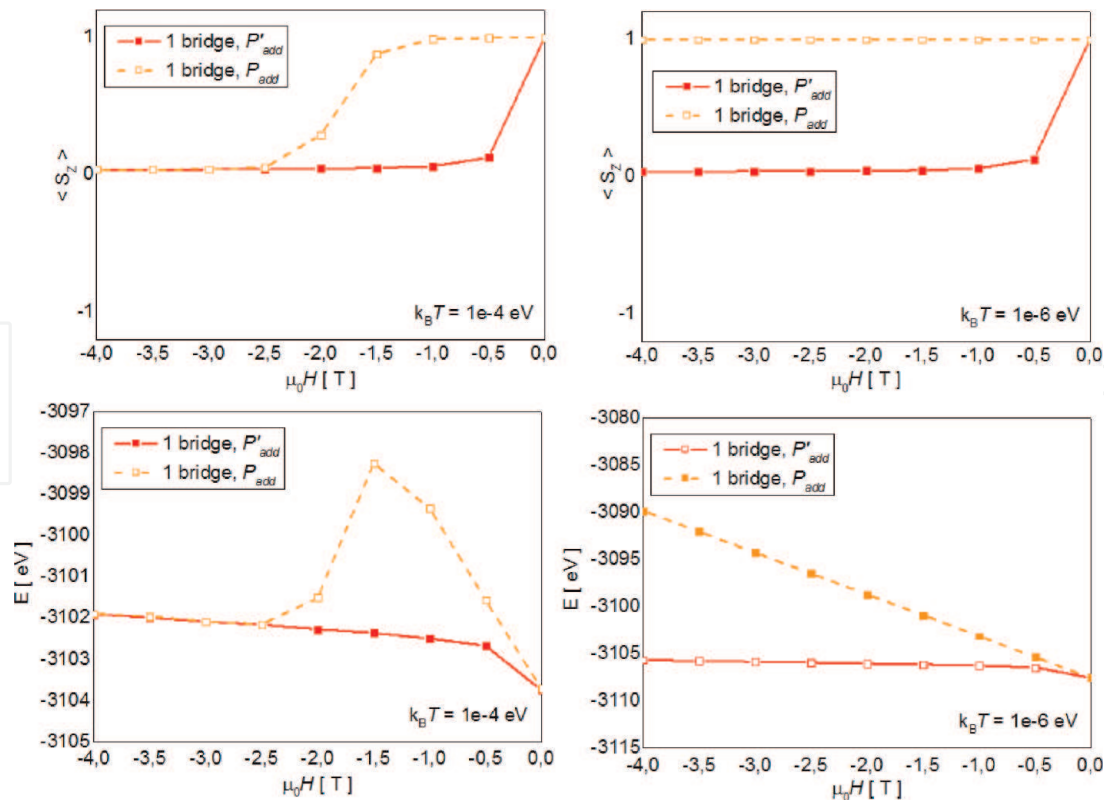 1 bridge, P'add
1 bridge, Padd
1
0
-1
< SZ >
kBT = 1e-4 eV
-4,0 -3,5 -3,0 -2,5 -2,0 -1,5 -1,0 -0,5 0,0
μ0H [ T ]
1 bridge, P'add
1 bridge, Padd
1
0
-1
< SZ >
kBT = 1e-6 eV
-4,0 -3,5 -3,0 -2,5 -2,0 -1,5 -1,0 -0,5 0,0
μ0H [ T ]
1 bridge, P'add
1 bridge, Padd
-3097
-3098
-3099
-3100
-3101
-3102
-3103
-3104
-3105
E [ eV ]
kBT = 1e-4 eV
-4,0 -3,5 -3,0 -2,5 -2,0 -1,5 -1,0 -0,5 0,0
μ0H [ T ]
1 bridge, P'add
1 bridge, Padd
-3080
-3085
-3090
-3095
-3100
-3105
-3110
-3115
E [ eV ]
kBT = 1e-6 eV
-4,0 -3,5 -3,0 -2,5 -2,0 -1,5 -1,0 -0,5 0,0
μ0H [ T ]